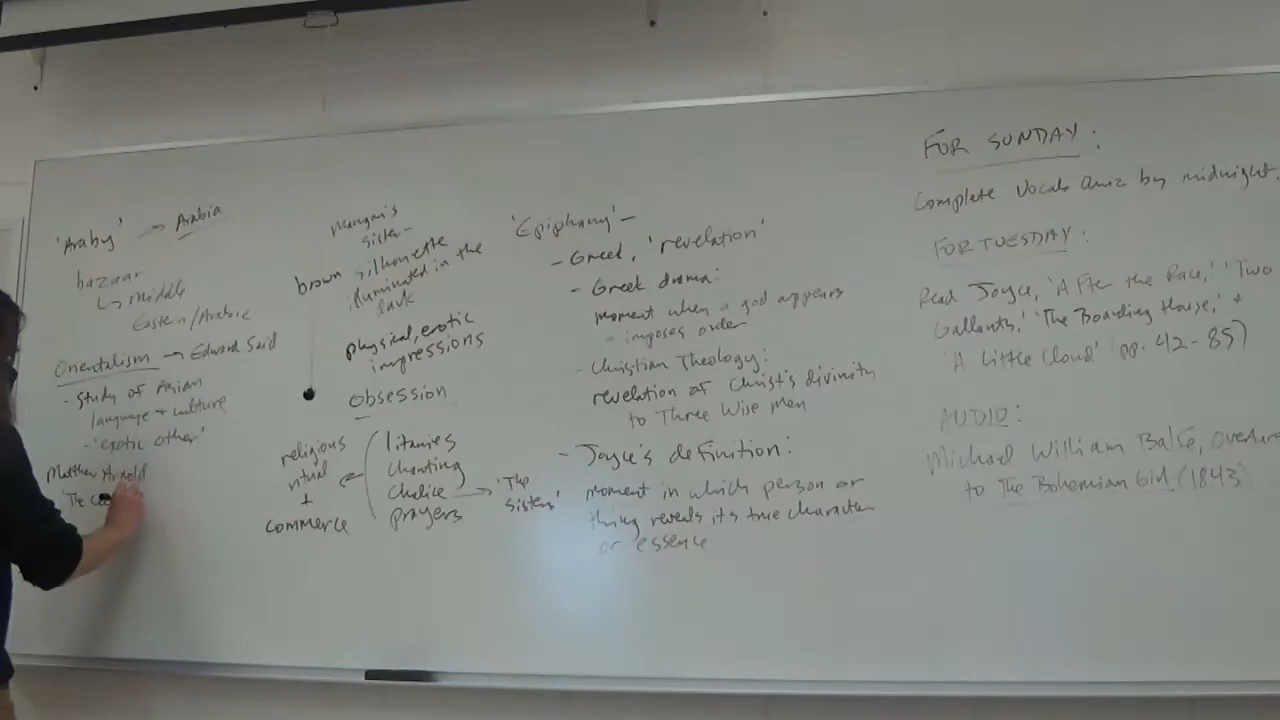 'Araby' → Arabia
bazaar
↳ Middle
Eastern/Arabic
Orientalism → Edward Said
- Study of Asian
language + culture
- 'exotic other'
Matthew Arnold
'The
Mangan's
sister -
brown silhouette
illuminated in the
dark
physical, erotic
impressions
obsession
religious
ritual
+
commerce
litanies
chanting
chalice → 'The
Sisters'
prayers
'Epiphany' -
- Greek, 'revelation'
- Greek drama:
moment when a god appears
+ imposes order
- Christian Theology:
revelation of Christ's divinity
to Three Wise Men
- Joyce's definition:
moment in which person or
thing reveals its true character
or essence
FOR SUNDAY:
Complete Vocab Quiz by midnight.
FOR TUESDAY:
Read Joyce, 'After the Race,' 'Two
Gallants,' 'The Boarding House,' +
'A Little Cloud' (pp. 42-85)
AUDIO:
Michael William Balfe, Overture
to The Bohemian Girl (1843)